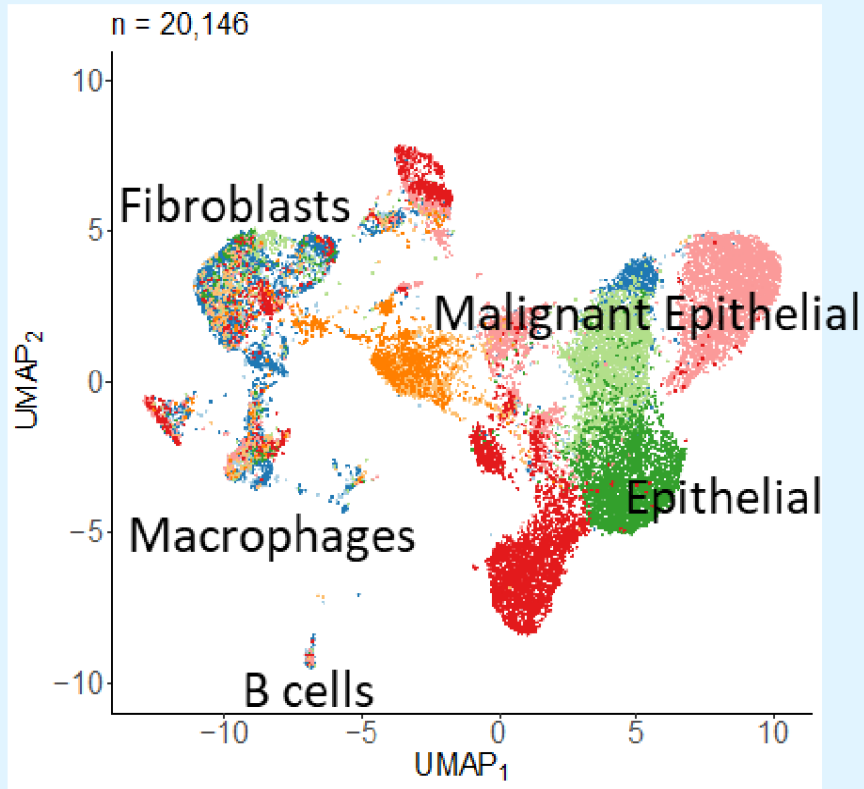 n = 20,146
10
5
0
−5
−10
UMAP2
Fibroblasts
Malignant Epithelial
Epithelial
Macrophages
B cells
−10 −5 0 5 10
UMAP1